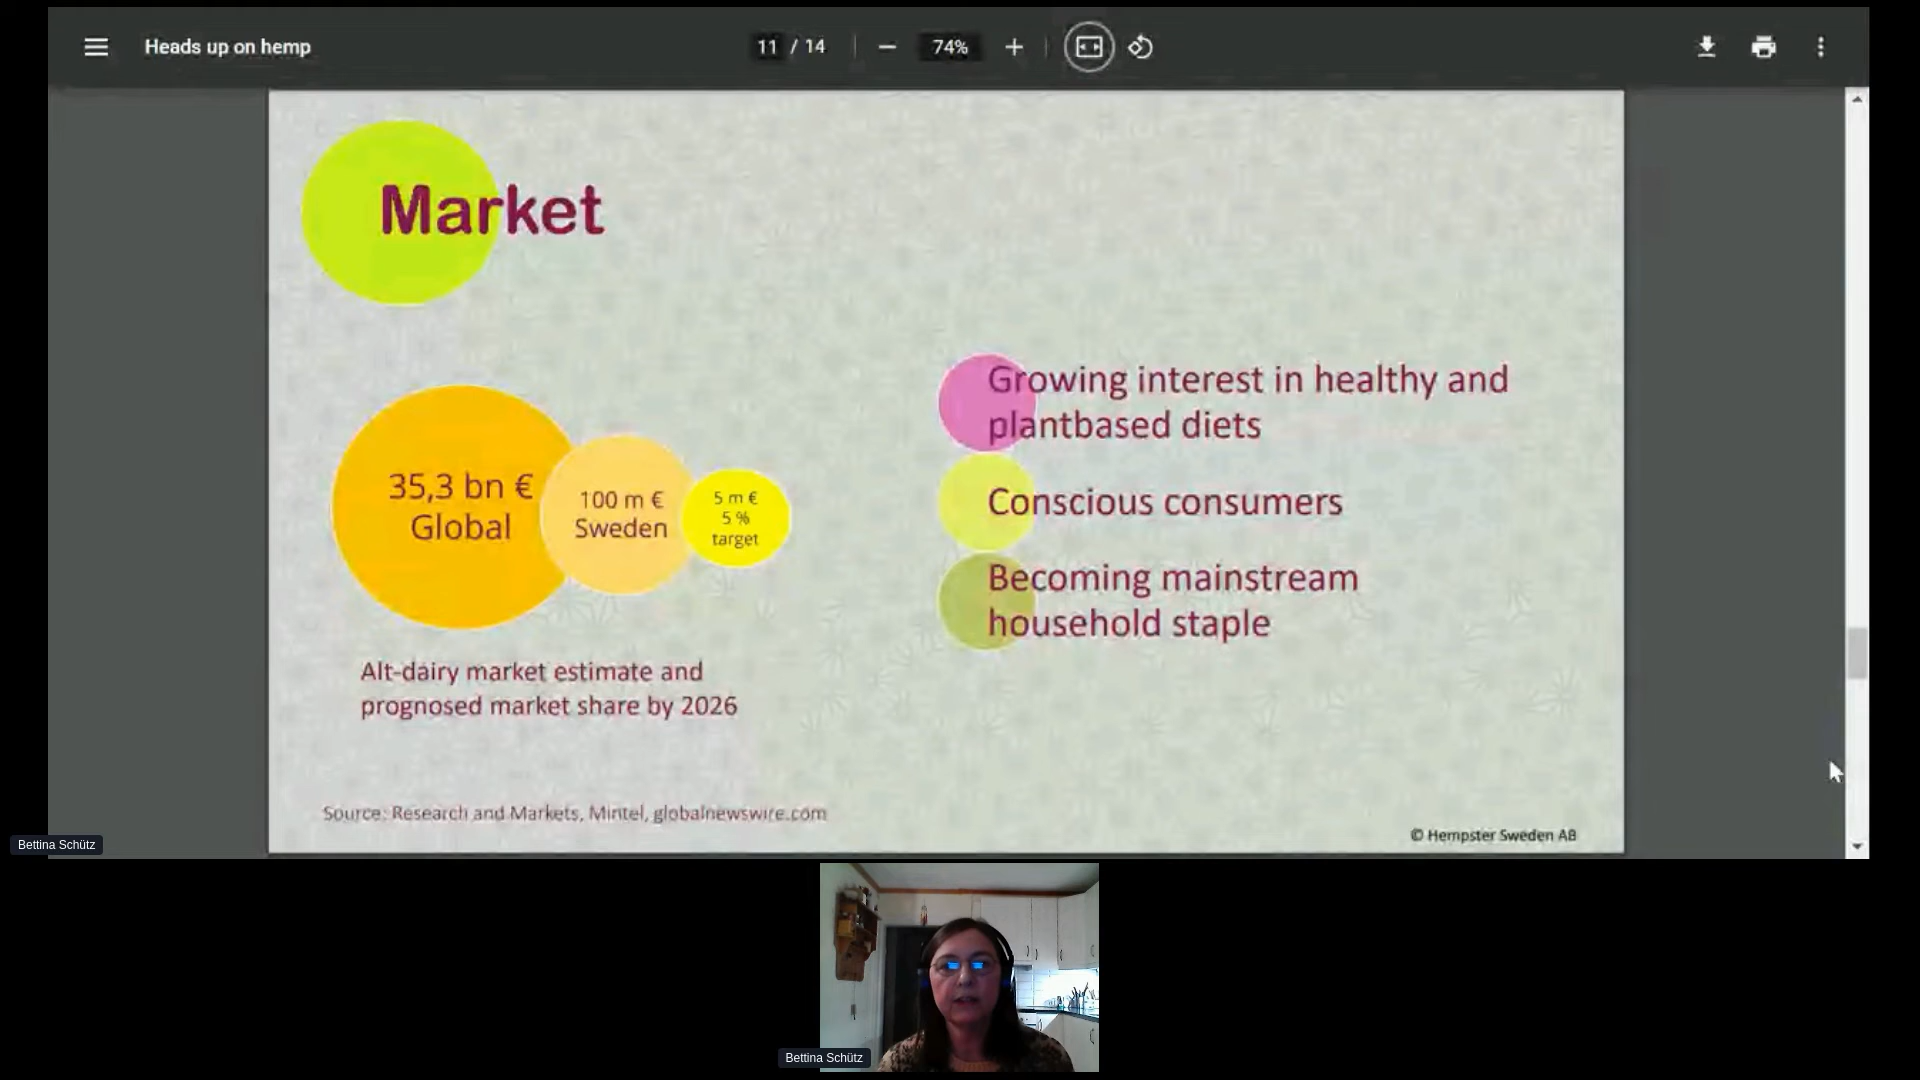 Heads up on hemp
11 / 14
74%
Market
35,3 bn €
Global
100 m €
Sweden
5 m €
5 %
target
Alt-dairy market estimate and
prognosed market share by 2026
Growing interest in healthy and
plantbased diets
Conscious consumers
Becoming mainstream
household staple
Source: Research and Markets, Mintel, globalnewswire.com
© Hempster Sweden AB
Bettina Schütz
Bettina Schütz